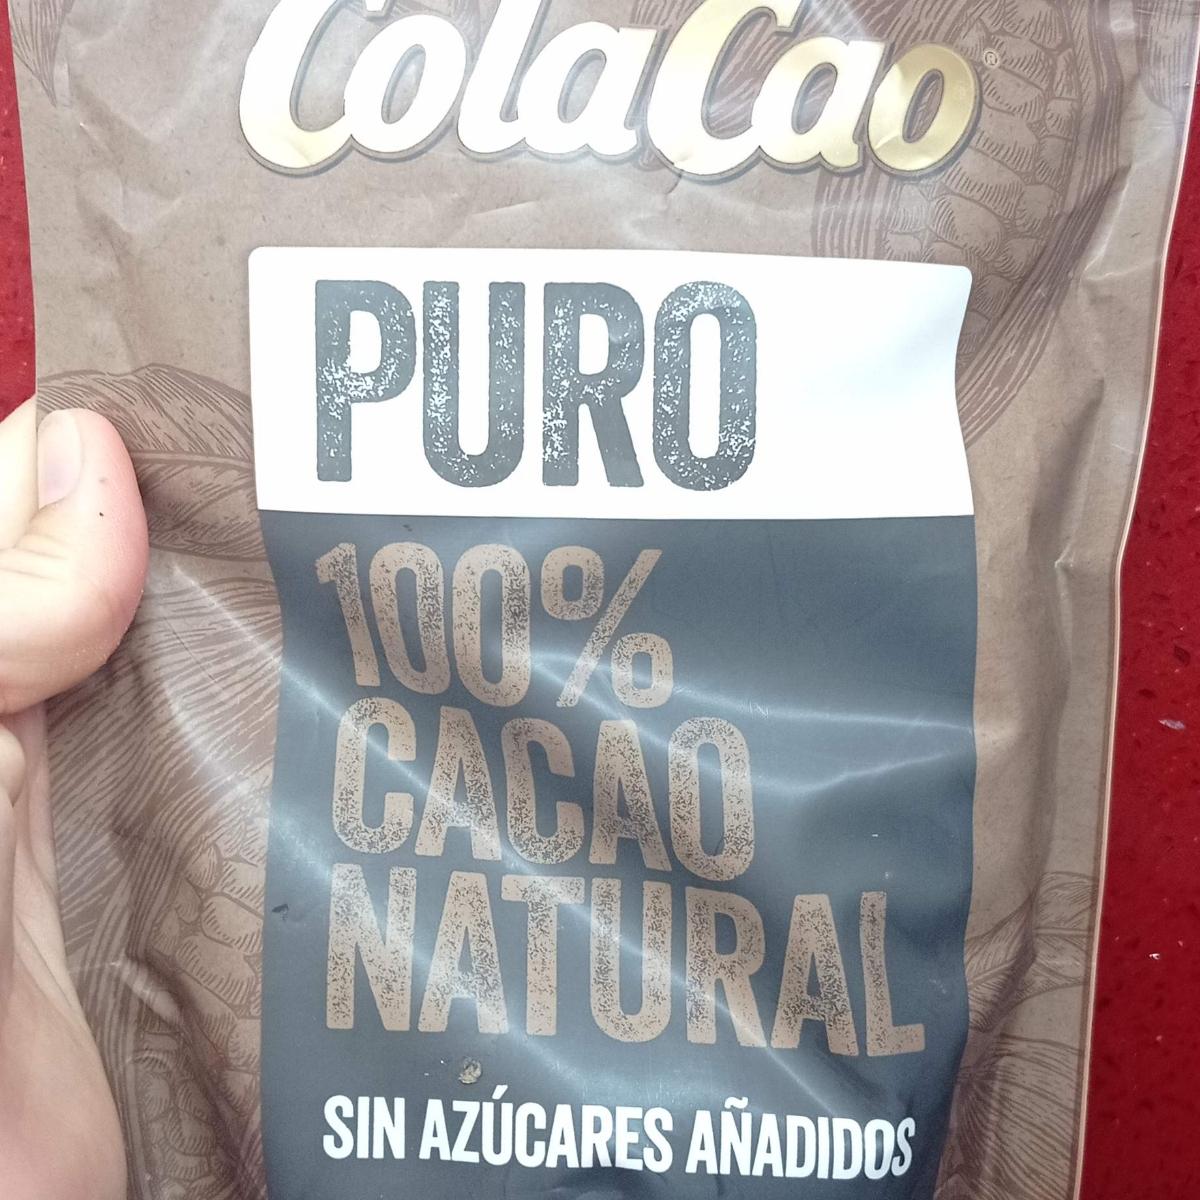 ColaCao®
PURO
100%
CACAO
NATURAL
SIN AZÚCARES AÑADIDOS